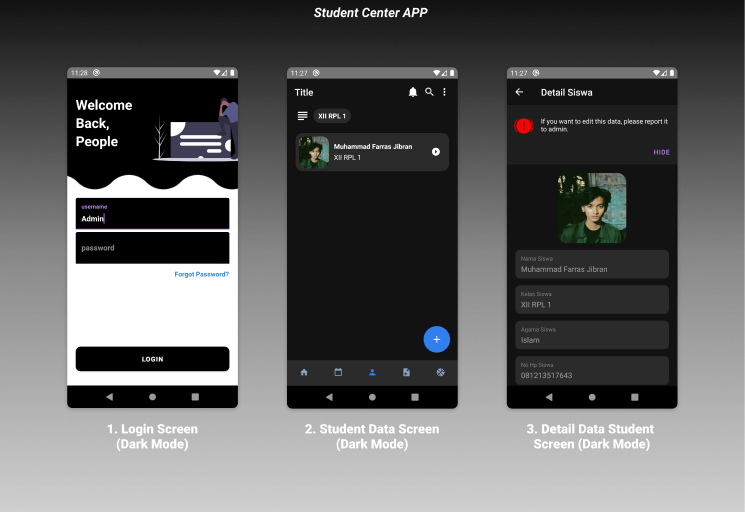 Student Center APP
11:28
Welcome
Back,
People
username
Admin
password
Forgot Password?
LOGIN
1. Login Screen
(Dark Mode)
11:27
Title
XII RPL 1
Muhammad Farras Jibran
XII RPL 1
2. Student Data Screen
(Dark Mode)
11:27
Detail Siswa
If you want to edit this data, please report it
to admin.
HIDE
Nama Siswa
Muhammad Farras Jibran
Kelas Siswa
XII RPL 1
Agama Siswa
Islam
No Hp Siswa
081213517643
3. Detail Data Student
Screen (Dark Mode)